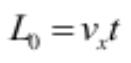 L₀ = vₓt